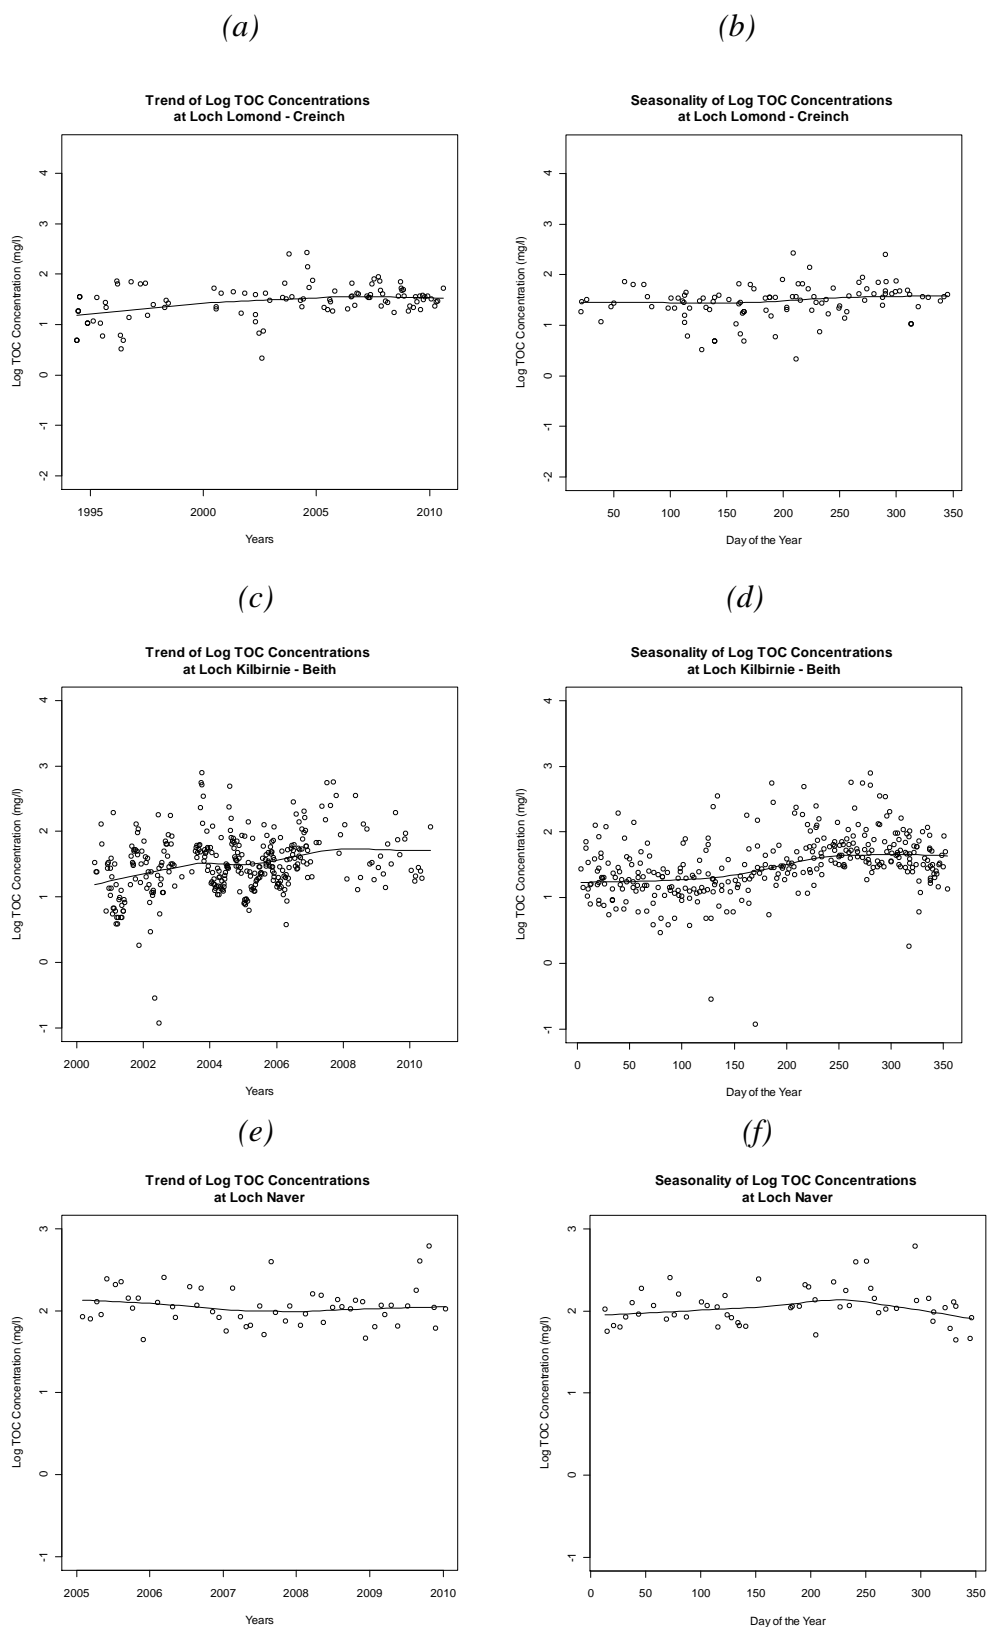 (a)
(b)
Trend of Log TOC Concentrations
at Loch Lomond - Creinch
Log TOC Concentration (mg/l)
4
3
2
1
0
-1
-2
1995 2000 2005 2010
Years
Seasonality of Log TOC Concentrations
at Loch Lomond - Creinch
Log TOC Concentration (mg/l)
4
3
2
1
0
-1
-2
50 100 150 200 250 300 350
Day of the Year
(c)
(d)
Trend of Log TOC Concentrations
at Loch Kilbirnie - Beith
Log TOC Concentration (mg/l)
4
3
2
1
0
-1
2000 2002 2004 2006 2008 2010
Years
Seasonality of Log TOC Concentrations
at Loch Kilbirnie - Beith
Log TOC Concentration (mg/l)
4
3
2
1
0
-1
0 50 100 150 200 250 300 350
Day of the Year
(e)
(f)
Trend of Log TOC Concentrations
at Loch Naver
Log TOC Concentration (mg/l)
3
2
1
0
-1
2005 2006 2007 2008 2009 2010
Years
Seasonality of Log TOC Concentrations
at Loch Naver
Log TOC Concentration (mg/l)
3
2
1
0
-1
0 50 100 150 200 250 300 350
Day of the Year